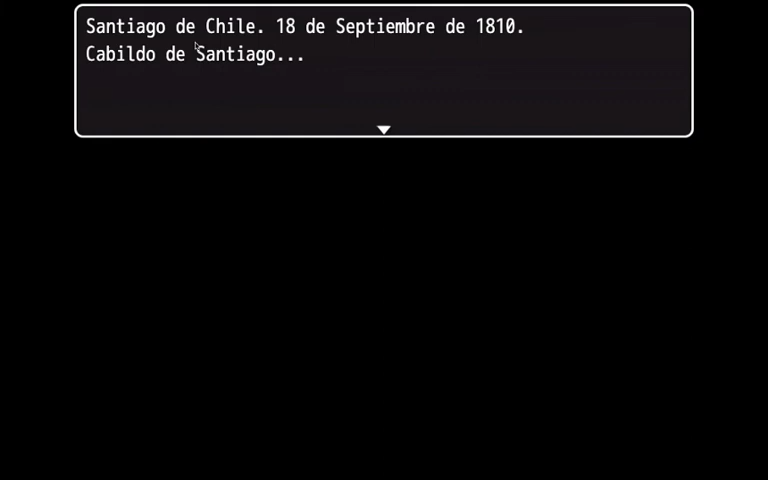 Santiago de Chile. 18 de Septiembre de 1810.
Cabildo de Santiago...